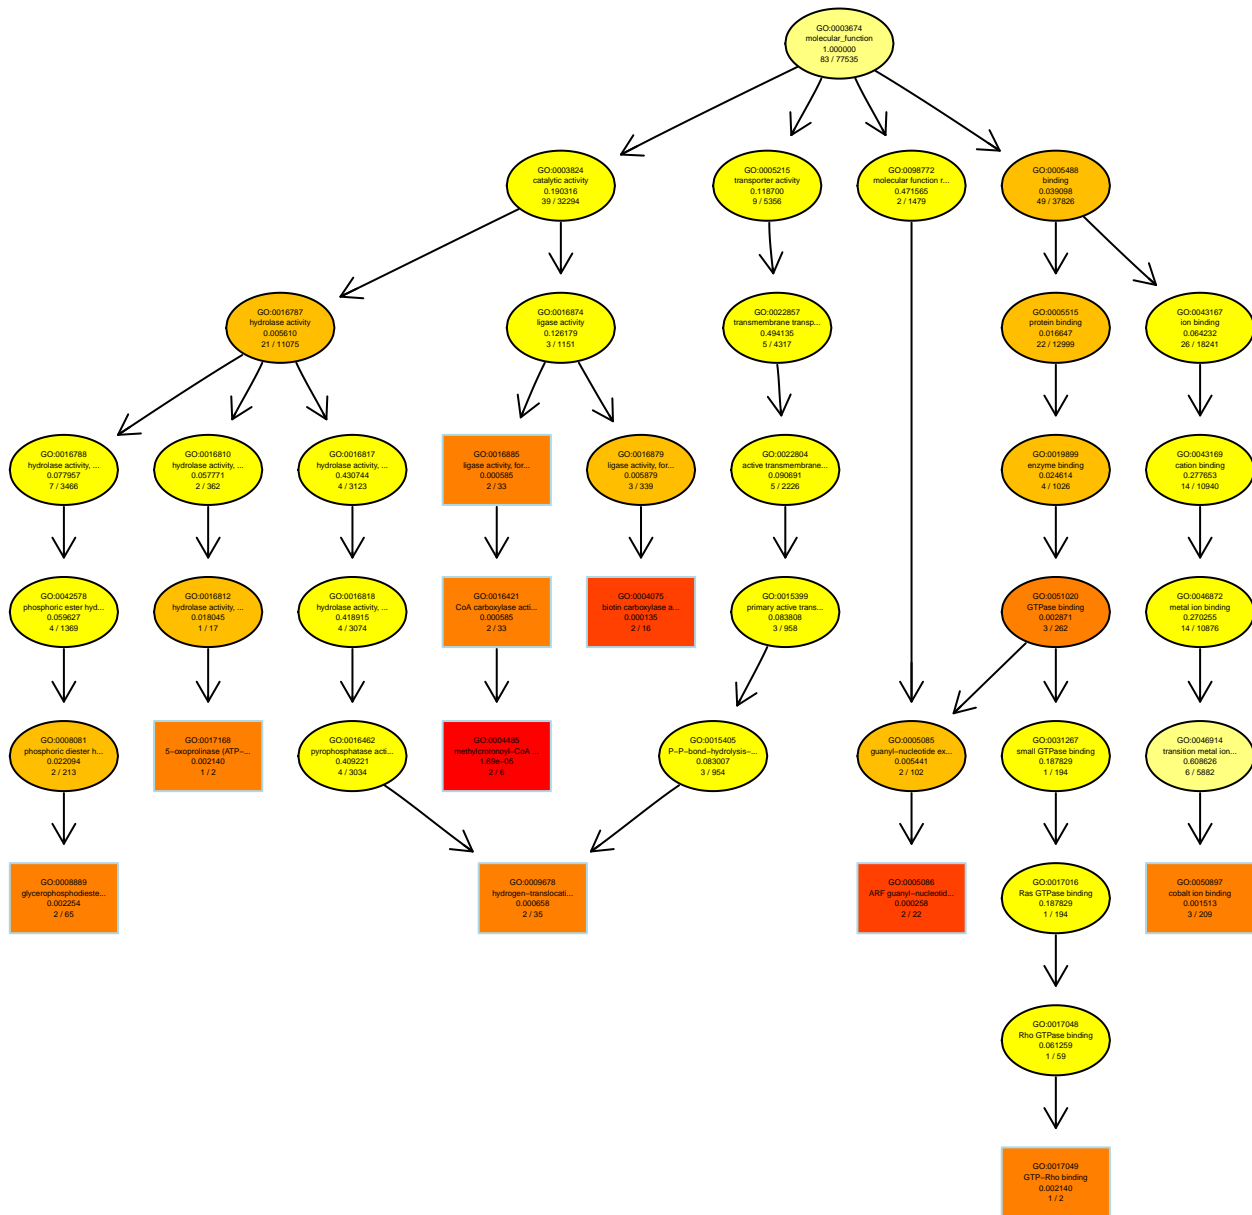 GO:0003674
molecular_function
1.000000
83 / 77535
GO:0003824
catalytic activity
0.190316
39 / 32294
GO:0005215
transporter activity
0.118700
9 / 5356
GO:0098772
molecular function r...
0.471565
2 / 1479
GO:0005488
binding
0.039098
49 / 37826
GO:0016787
hydrolase activity
0.005610
21 / 11075
GO:0016874
ligase activity
0.126179
3 / 1151
GO:0022857
transmembrane transp...
0.494135
5 / 4317
GO:0005515
protein binding
0.016647
22 / 12999
GO:0043167
ion binding
0.064232
26 / 18241
GO:0016788
hydrolase activity, ...
0.077957
7 / 3466
GO:0016810
hydrolase activity, ...
0.057771
2 / 362
GO:0016817
hydrolase activity, ...
0.430744
4 / 3123
GO:0016885
ligase activity, for...
0.000585
2 / 33
GO:0016879
ligase activity, for...
0.005879
3 / 339
GO:0022804
active transmembrane...
0.090691
5 / 2226
GO:0019899
enzyme binding
0.024614
4 / 1026
GO:0043169
cation binding
0.277653
14 / 10940
GO:0042578
phosphoric ester hyd...
0.059627
4 / 1369
GO:0016812
hydrolase activity, ...
0.018045
1 / 17
GO:0016818
hydrolase activity, ...
0.418915
4 / 3074
GO:0016421
CoA carboxylase acti...
0.000585
2 / 33
GO:0004075
biotin carboxylase a...
0.000135
2 / 16
GO:0015399
primary active trans...
0.083808
3 / 958
GO:0051020
GTPase binding
0.002871
3 / 262
GO:0046872
metal ion binding
0.270255
14 / 10876
GO:0008081
phosphoric diester h...
0.022094
2 / 213
GO:0017168
5−oxoprolinase (ATP−...
0.002140
1 / 2
GO:0016462
pyrophosphatase acti...
0.409221
4 / 3034
GO:0004485
methylcrotonoyl−CoA ...
1.69e−05
2 / 6
GO:0015405
P−P−bond−hydrolysis−...
0.083007
3 / 954
GO:0005085
guanyl−nucleotide ex...
0.005441
2 / 102
GO:0031267
small GTPase binding
0.187829
1 / 194
GO:0046914
transition metal ion...
0.608626
6 / 5882
GO:0008889
glycerophosphodieste...
0.002254
2 / 65
GO:0009678
hydrogen−translocati...
0.000658
2 / 35
GO:0005086
ARF guanyl−nucleotid...
0.000258
2 / 22
GO:0017016
Ras GTPase binding
0.187829
1 / 194
GO:0050897
cobalt ion binding
0.001513
3 / 209
GO:0017048
Rho GTPase binding
0.061259
1 / 59
GO:0017049
GTP−Rho binding
0.002140
1 / 2